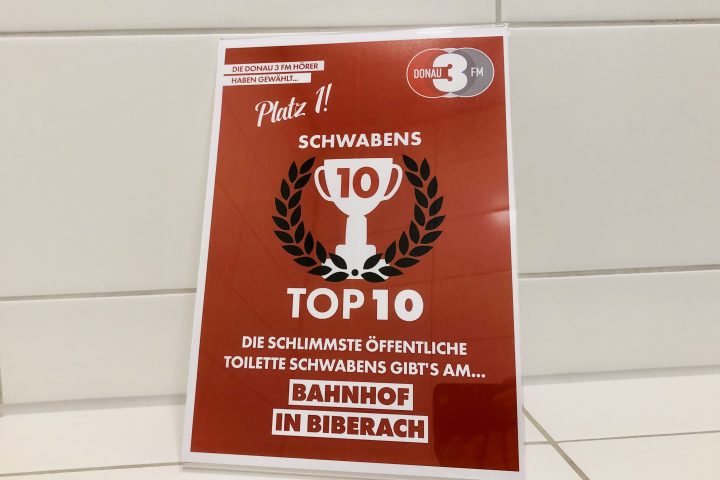 DIE DONAU 3 FM HÖRER
HABEN GEWÄHLT...
DONAU 3 FM
Platz 1!
SCHWABENS
10
TOP 10
DIE SCHLIMMSTE ÖFFENTLICHE
TOILETTE SCHWABENS GIBT'S AM...
BAHNHOF
IN BIBERACH